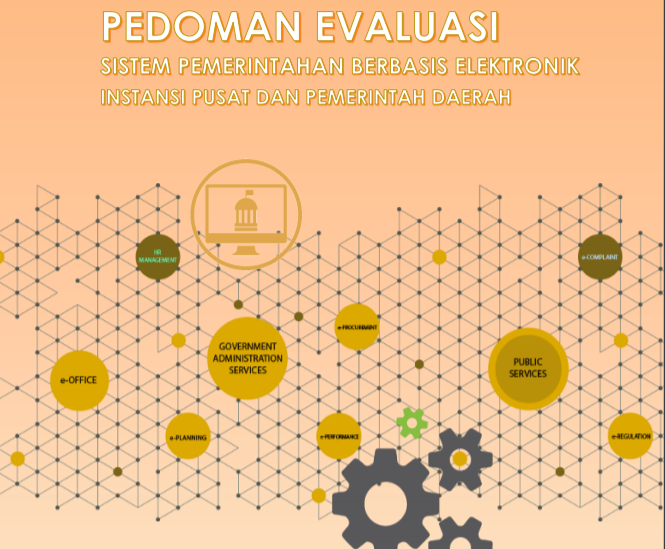 PEDOMAN EVALUASI
SISTEM PEMERINTAHAN BERBASIS ELEKTRONIK
INSTANSI PUSAT DAN PEMERINTAH DAERAH
HR
MANAGEMENT
e-COMPLAINT
e-PROCUREMENT
GOVERNMENT
ADMINISTRATION
SERVICES
PUBLIC
SERVICES
e-OFFICE
e-PLANNING
e-PERFORMANCE
e-REGULATION